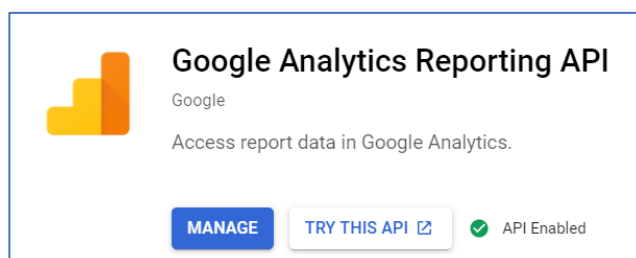 Google Analytics Reporting API
Google
Access report data in Google Analytics.
MANAGE TRY THIS API API Enabled